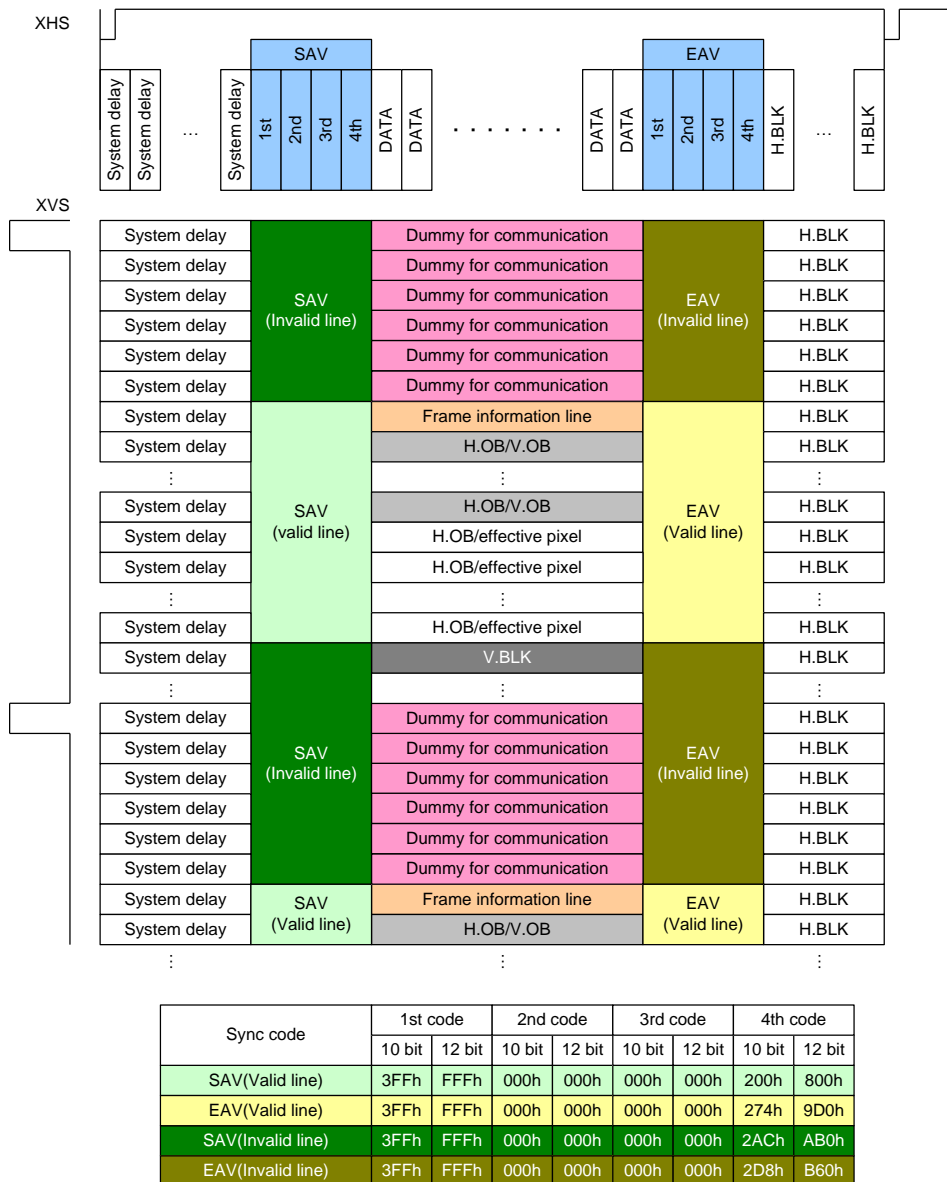 XHS
SAV EAV
System delay System delay ... System delay 1st 2nd 3rd 4th DATA DATA . . . . . . . DATA DATA 1st 2nd 3rd 4th H.BLK ... H.BLK
XVS
System delay Dummy for communication H.BLK
System delay Dummy for communication H.BLK
System delay SAV Dummy for communication EAV H.BLK
System delay (Invalid line) Dummy for communication (Invalid line) H.BLK
System delay Dummy for communication H.BLK
System delay Dummy for communication H.BLK
System delay Frame information line H.BLK
System delay H.OB/V.OB H.BLK
⋮ ⋮ ⋮
System delay SAV H.OB/V.OB EAV H.BLK
System delay (valid line) H.OB/effective pixel (Valid line) H.BLK
System delay H.OB/effective pixel H.BLK
⋮ ⋮ ⋮
System delay H.OB/effective pixel H.BLK
System delay V.BLK H.BLK
⋮ ⋮ ⋮
System delay Dummy for communication H.BLK
System delay SAV Dummy for communication EAV H.BLK
System delay (Invalid line) Dummy for communication (Invalid line) H.BLK
System delay Dummy for communication H.BLK
System delay Dummy for communication H.BLK
System delay Dummy for communication H.BLK
System delay SAV Frame information line EAV H.BLK
System delay (Valid line) H.OB/V.OB (Valid line) H.BLK
⋮ ⋮ ⋮
Sync code 1st code 2nd code 3rd code 4th code
10 bit 12 bit 10 bit 12 bit 10 bit 12 bit 10 bit 12 bit
SAV(Valid line) 3FFh FFFh 000h 000h 000h 000h 200h 800h
EAV(Valid line) 3FFh FFFh 000h 000h 000h 000h 274h 9D0h
SAV(Invalid line) 3FFh FFFh 000h 000h 000h 000h 2ACh AB0h
EAV(Invalid line) 3FFh FFFh 000h 000h 000h 000h 2D8h B60h